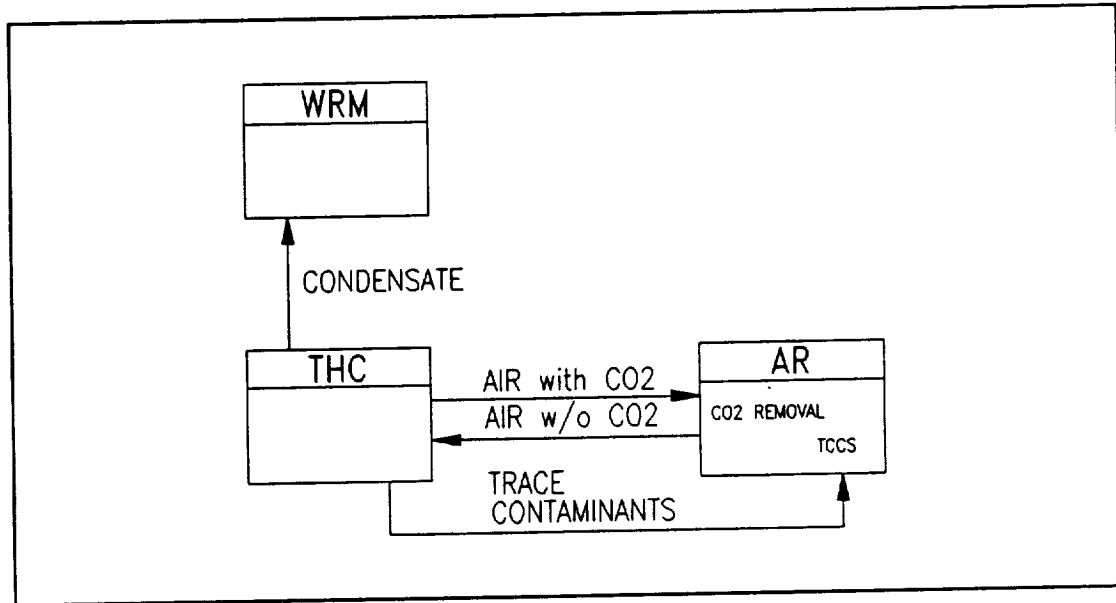 WRM
CONDENSATE
THC
AR
AIR with CO2
AIR w/o CO2
CO2 REMOVAL
TCCS
TRACE
CONTAMINANTS